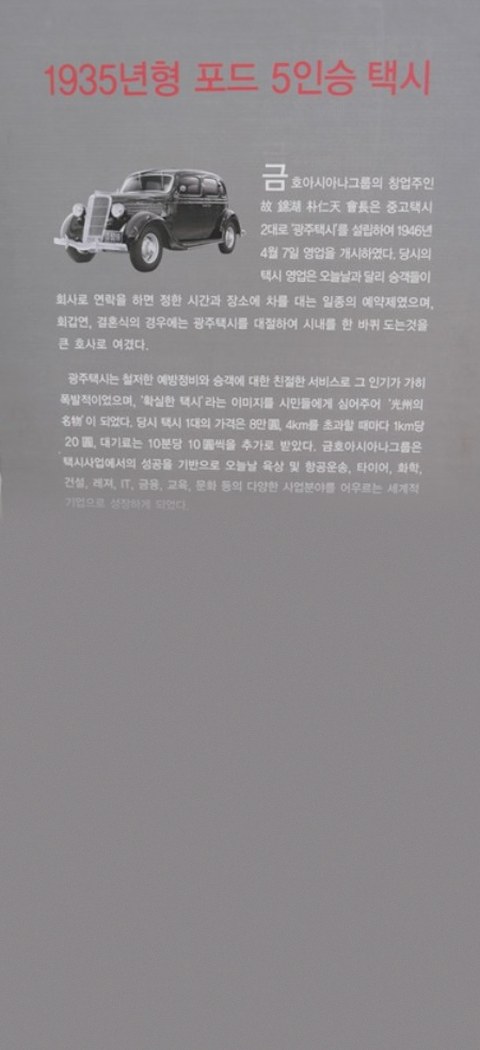 1935년형 포드 5인승 택시
금호아시아나그룹의 창업주인
故 錦湖 朴仁天 會長은 중고택시
2대로 '광주택시'를 설립하여 1946년
4월 7일 영업을 개시하였다. 당시의
택시 영업은 오늘날과 달리 승객들이
회사로 연락을 하면 정한 시간과 장소에 차를 대는 일종의 예약제였으며,
회갑연, 결혼식의 경우에는 광주택시를 대절하여 시내를 한 바퀴 도는것을
큰 호사로 여겼다.
광주택시는 철저한 예방정비와 승객에 대한 친절한 서비스로 그 인기가 가히
폭발적이었으며, '확실한 택시'라는 이미지를 시민들에게 심어주어 '光州의
名物'이 되었다. 당시 택시 1대의 가격은 8만圜, 4km를 초과할 때마다 1km당
20圜, 대기료는 10분당 10圜씩을 추가로 받았다. 금호아시아나그룹은
택시사업에서의 성공을 기반으로 오늘날 육상 및 항공운송, 타이어, 화학,
건설, 레져, IT, 금융, 교육, 문화 등의 다양한 사업분야를 어우르는 세계적
기업으로 성장하게 되었다.